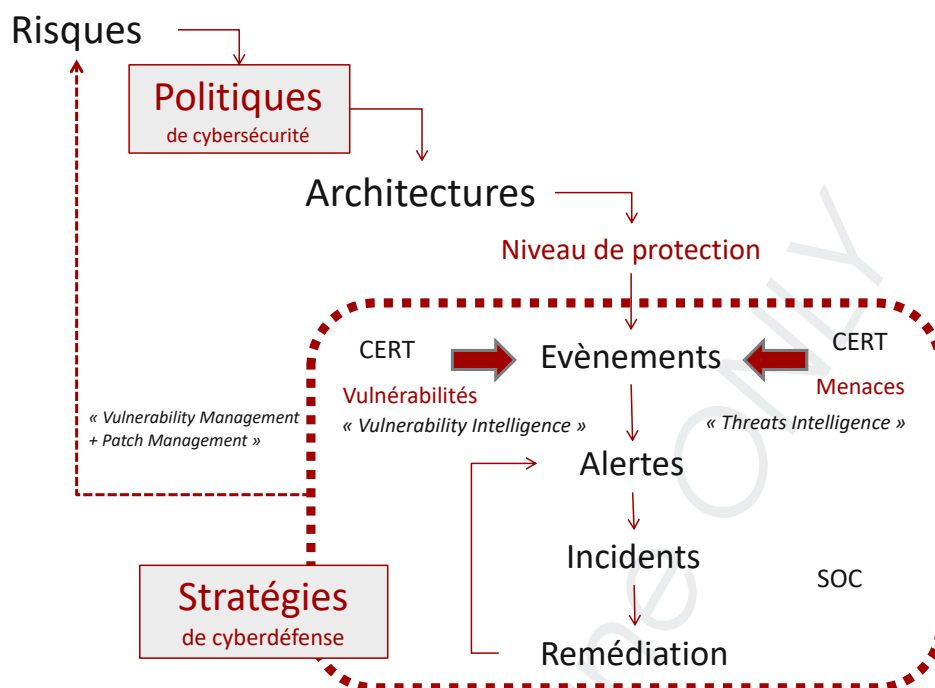 Risques
Politiques
de cybersécurité
Architectures
Niveau de protection
CERT
Evènements
CERT
Vulnérabilités
Menaces
« Vulnerability Management
+ Patch Management »
« Vulnerability Intelligence »
« Threats Intelligence »
Alertes
Incidents
SOC
Stratégies
de cyberdéfense
Remédiation
ONLY